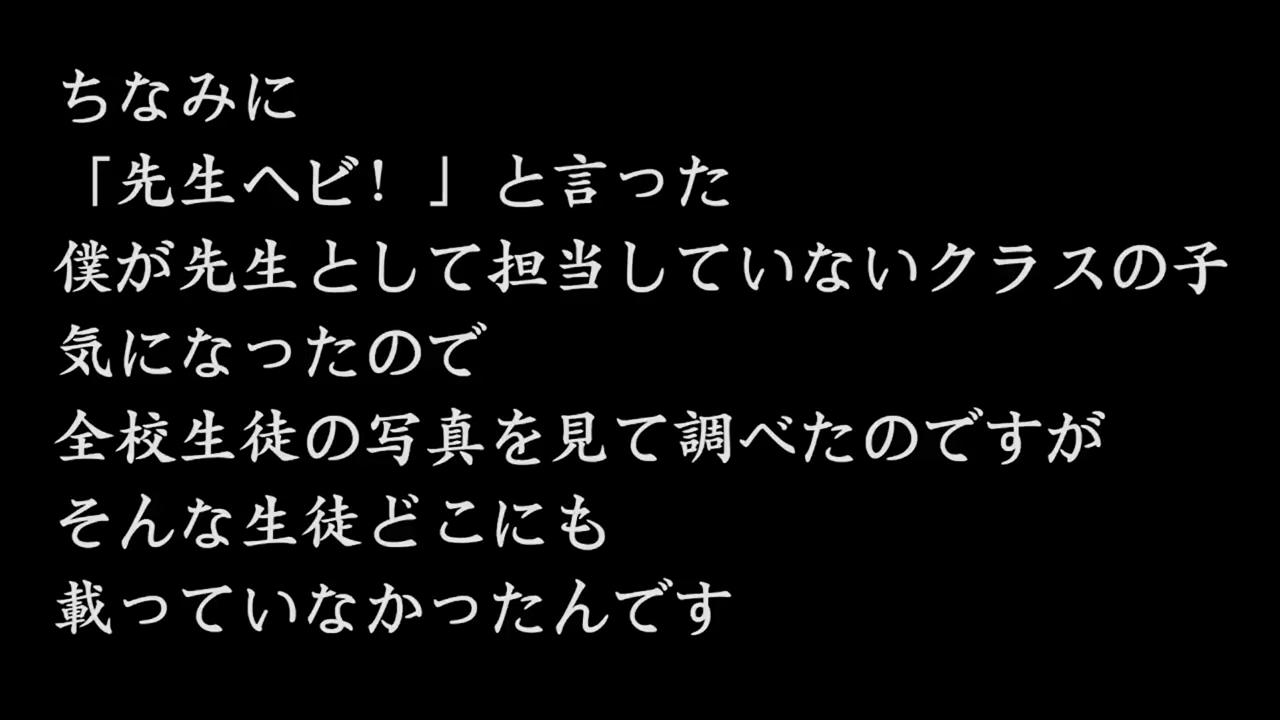 ちなみに
「先生ヘビ！」と言った
僕が先生として担当していないクラスの子
気になったので
全校生徒の写真を見て調べたのですが
そんな生徒どこにも
載っていなかったんです